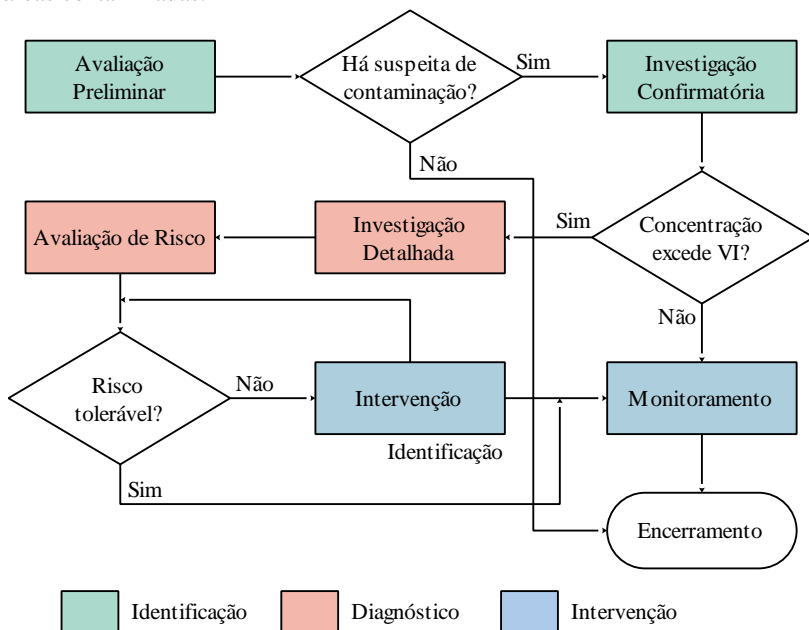 Avaliação
Preliminar
Há suspeita de
contaminação?
Sim
Investigação
Confirmatória
Não
Avaliação de Risco
Investigação
Detalhada
Sim
Concentração
excede VI?
Não
Risco
tolerável?
Não
Intervenção
Monitoramento
Identificação
Sim
Encerramento
Identificação
Diagnóstico
Intervenção